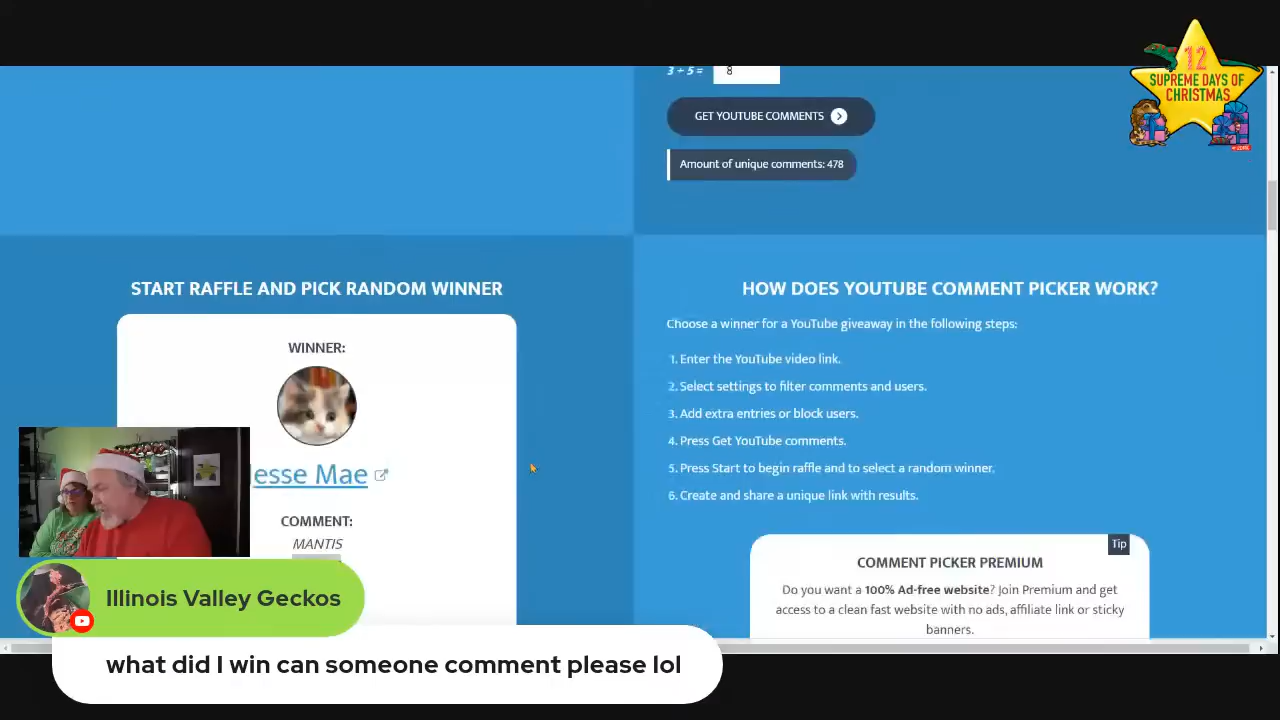 3 + 5 =
8
GET YOUTUBE COMMENTS
Amount of unique comments: 478
12
SUPREME DAYS OF
CHRISTMAS
START RAFFLE AND PICK RANDOM WINNER
WINNER:
esse Mae
COMMENT:
MANTIS
HOW DOES YOUTUBE COMMENT PICKER WORK?
Choose a winner for a YouTube giveaway in the following steps:
1. Enter the YouTube video link.
2. Select settings to filter comments and users.
3. Add extra entries or block users.
4. Press Get YouTube comments.
5. Press Start to begin raffle and to select a random winner.
6. Create and share a unique link with results.
Tip
COMMENT PICKER PREMIUM
Do you want a 100% Ad-free website? Join Premium and get
access to a clean fast website with no ads, affiliate link or sticky
banners.
Illinois Valley Geckos
what did I win can someone comment please lol